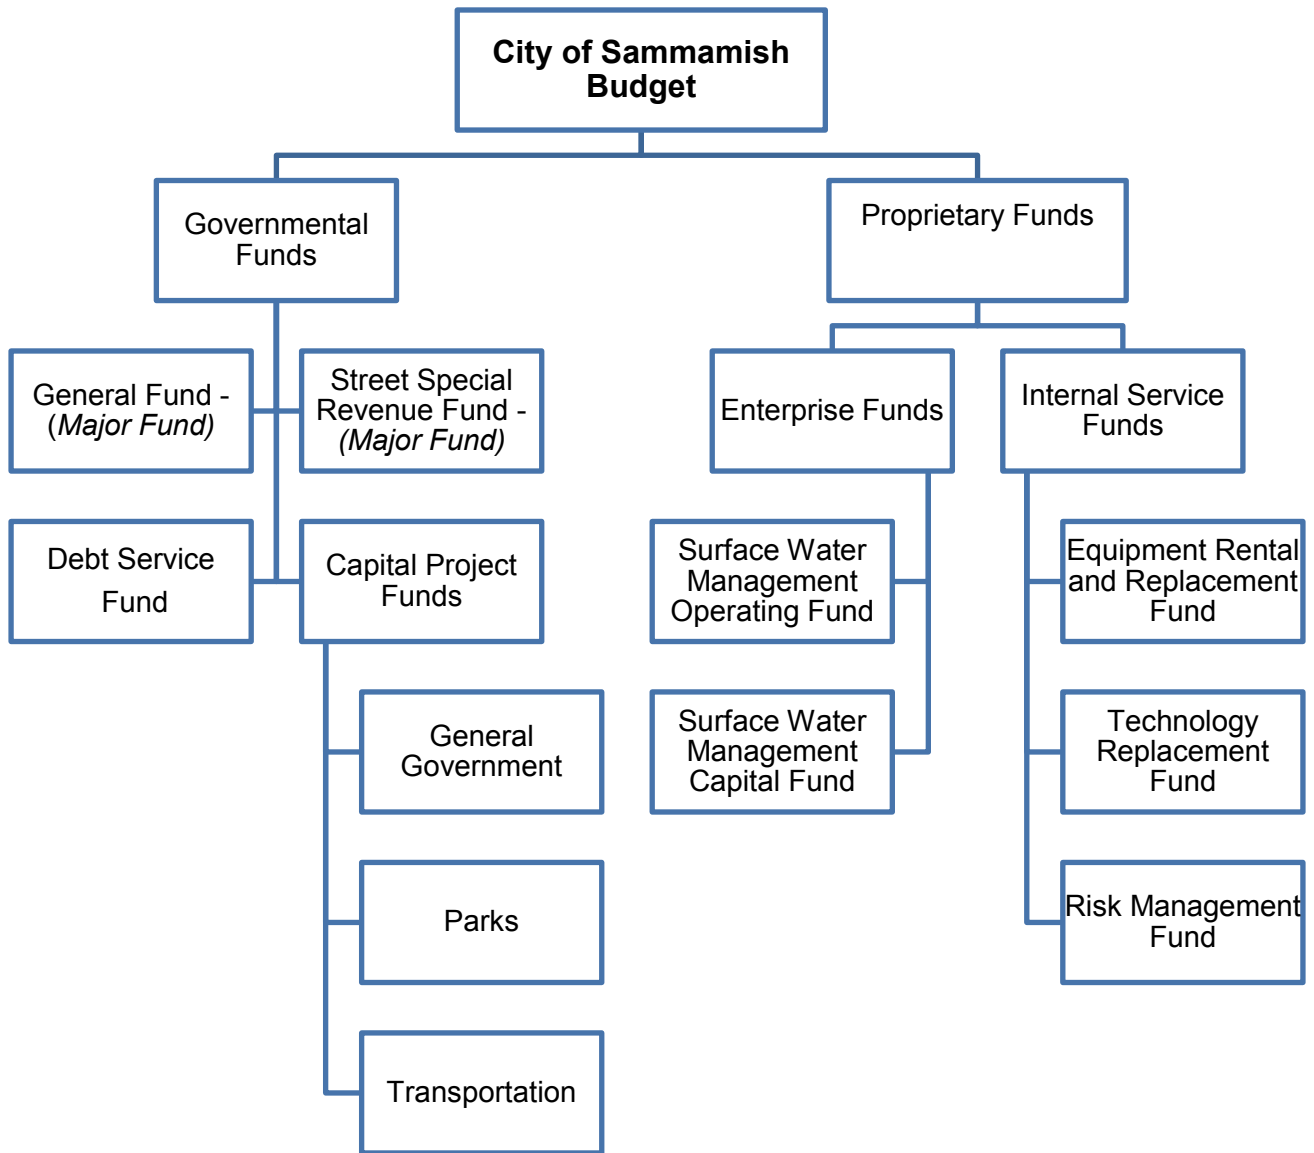 City of Sammamish
Budget
Governmental
Funds
Proprietary Funds
General Fund -
(Major Fund)
Street Special
Revenue Fund -
(Major Fund)
Enterprise Funds
Internal Service
Funds
Debt Service
Fund
Capital Project
Funds
Surface Water
Management
Operating Fund
Equipment Rental
and Replacement
Fund
General
Government
Surface Water
Management
Capital Fund
Technology
Replacement
Fund
Parks
Risk Management
Fund
Transportation